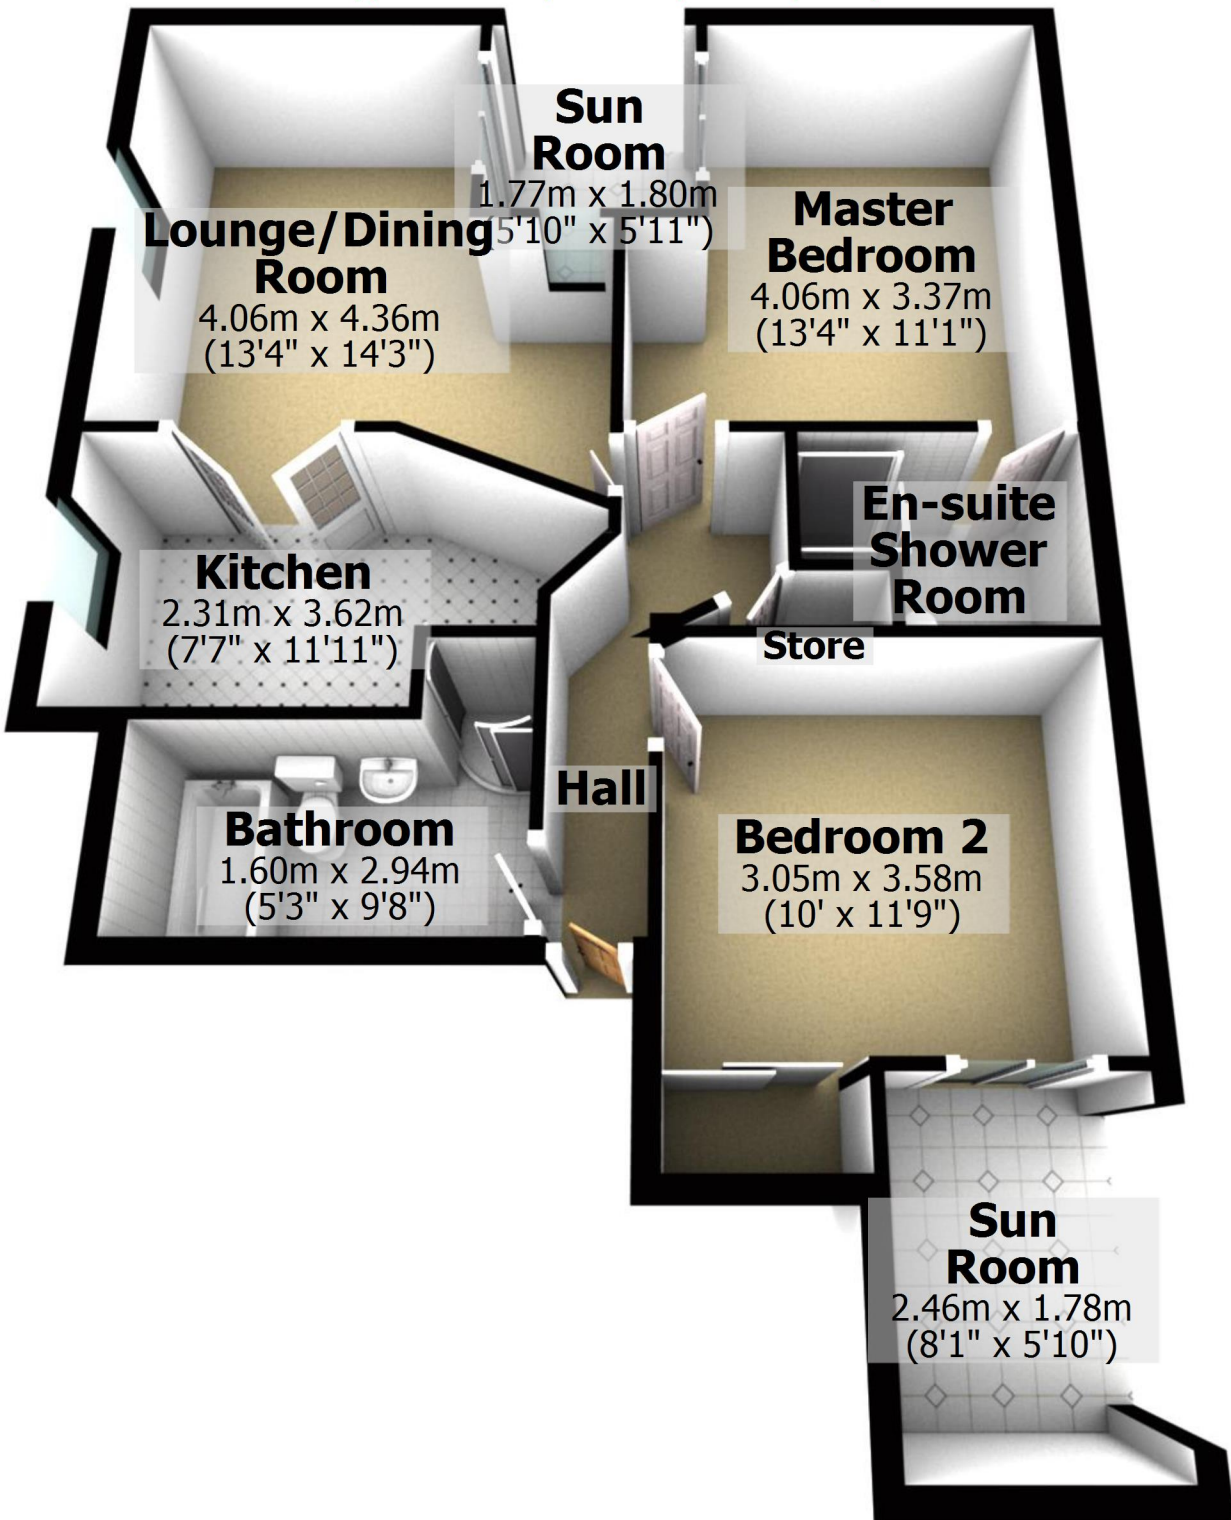 Sun
Room
1.77m x 1.80m
(5'10" x 5'11")
Lounge/Dining
Room
4.06m x 4.36m
(13'4" x 14'3")
Master
Bedroom
4.06m x 3.37m
(13'4" x 11'1")
En-suite
Shower
Room
Kitchen
2.31m x 3.62m
(7'7" x 11'11")
Store
Hall
Bathroom
1.60m x 2.94m
(5'3" x 9'8")
Bedroom 2
3.05m x 3.58m
(10' x 11'9")
Sun
Room
2.46m x 1.78m
(8'1" x 5'10")